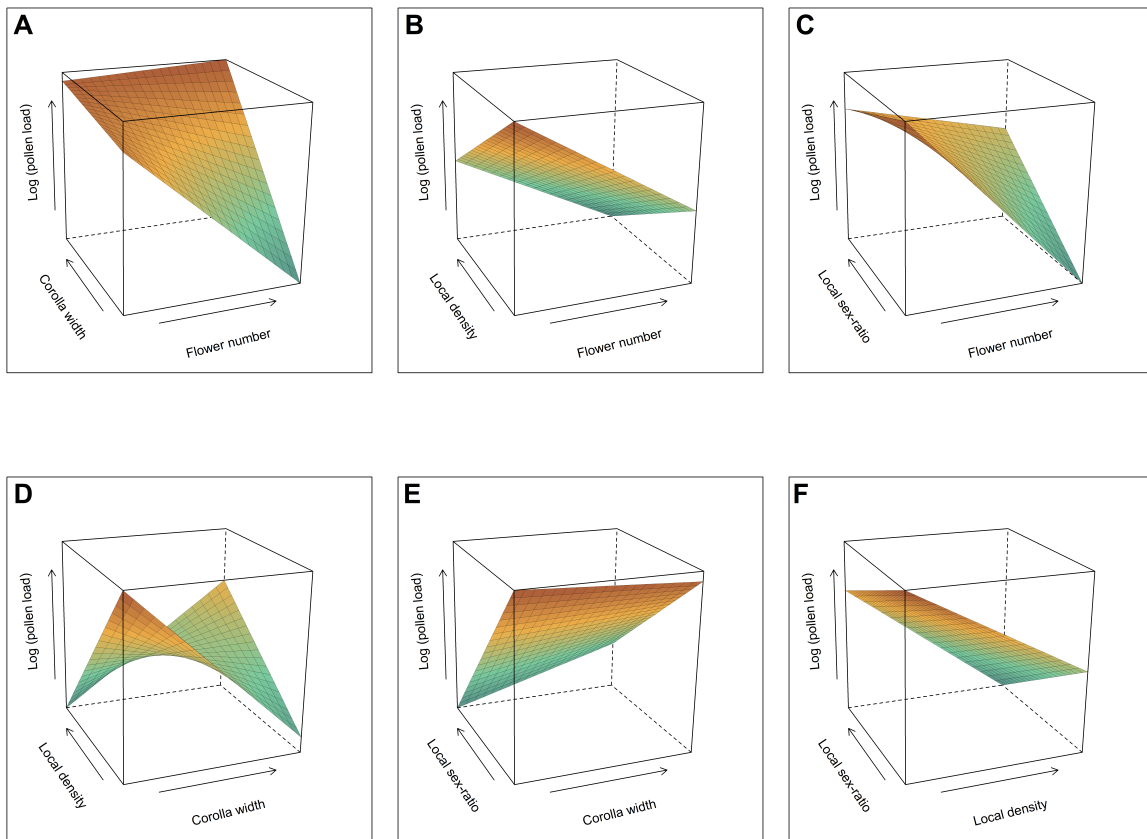 A
Log (pollen load)
Corolla width
Flower number
B
Log (pollen load)
Local density
Flower number
C
Log (pollen load)
Local sex-ratio
Flower number
D
Log (pollen load)
Local density
Corolla width
E
Log (pollen load)
Local sex-ratio
Corolla width
F
Log (pollen load)
Local sex-ratio
Local density